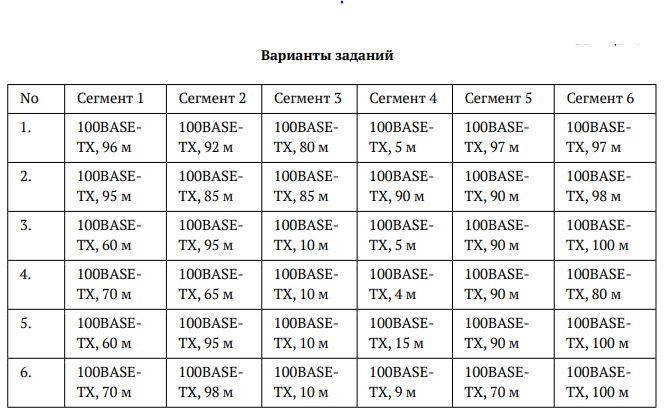 Варианты заданий
No Сегмент 1 Сегмент 2 Сегмент 3 Сегмент 4 Сегмент 5 Сегмент 6
1. 100BASE- 100BASE- 100BASE- 100BASE- 100BASE- 100BASE-
TX, 96 м TX, 92 м TX, 80 м TX, 5 м TX, 97 м TX, 97 м
2. 100BASE- 100BASE- 100BASE- 100BASE- 100BASE- 100BASE-
TX, 95 м TX, 85 м TX, 85 м TX, 90 м TX, 90 м TX, 98 м
3. 100BASE- 100BASE- 100BASE- 100BASE- 100BASE- 100BASE-
TX, 60 м TX, 95 м TX, 10 м TX, 5 м TX, 90 м TX, 100 м
4. 100BASE- 100BASE- 100BASE- 100BASE- 100BASE- 100BASE-
TX, 70 м TX, 65 м TX, 10 м TX, 4 м TX, 90 м TX, 80 м
5. 100BASE- 100BASE- 100BASE- 100BASE- 100BASE- 100BASE-
TX, 60 м TX, 95 м TX, 10 м TX, 15 м TX, 90 м TX, 100 м
6. 100BASE- 100BASE- 100BASE- 100BASE- 100BASE- 100BASE-
TX, 70 м TX, 98 м TX, 10 м TX, 9 м TX, 70 м TX, 100 м